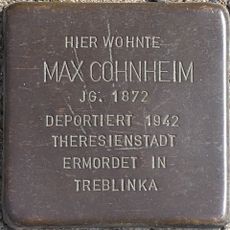 HIER WOHNTE
MAX COHNHEIM
JG. 1872
DEPORTIERT 1942
THERESIENSTADT
ERMORDET IN
TREBLINKA